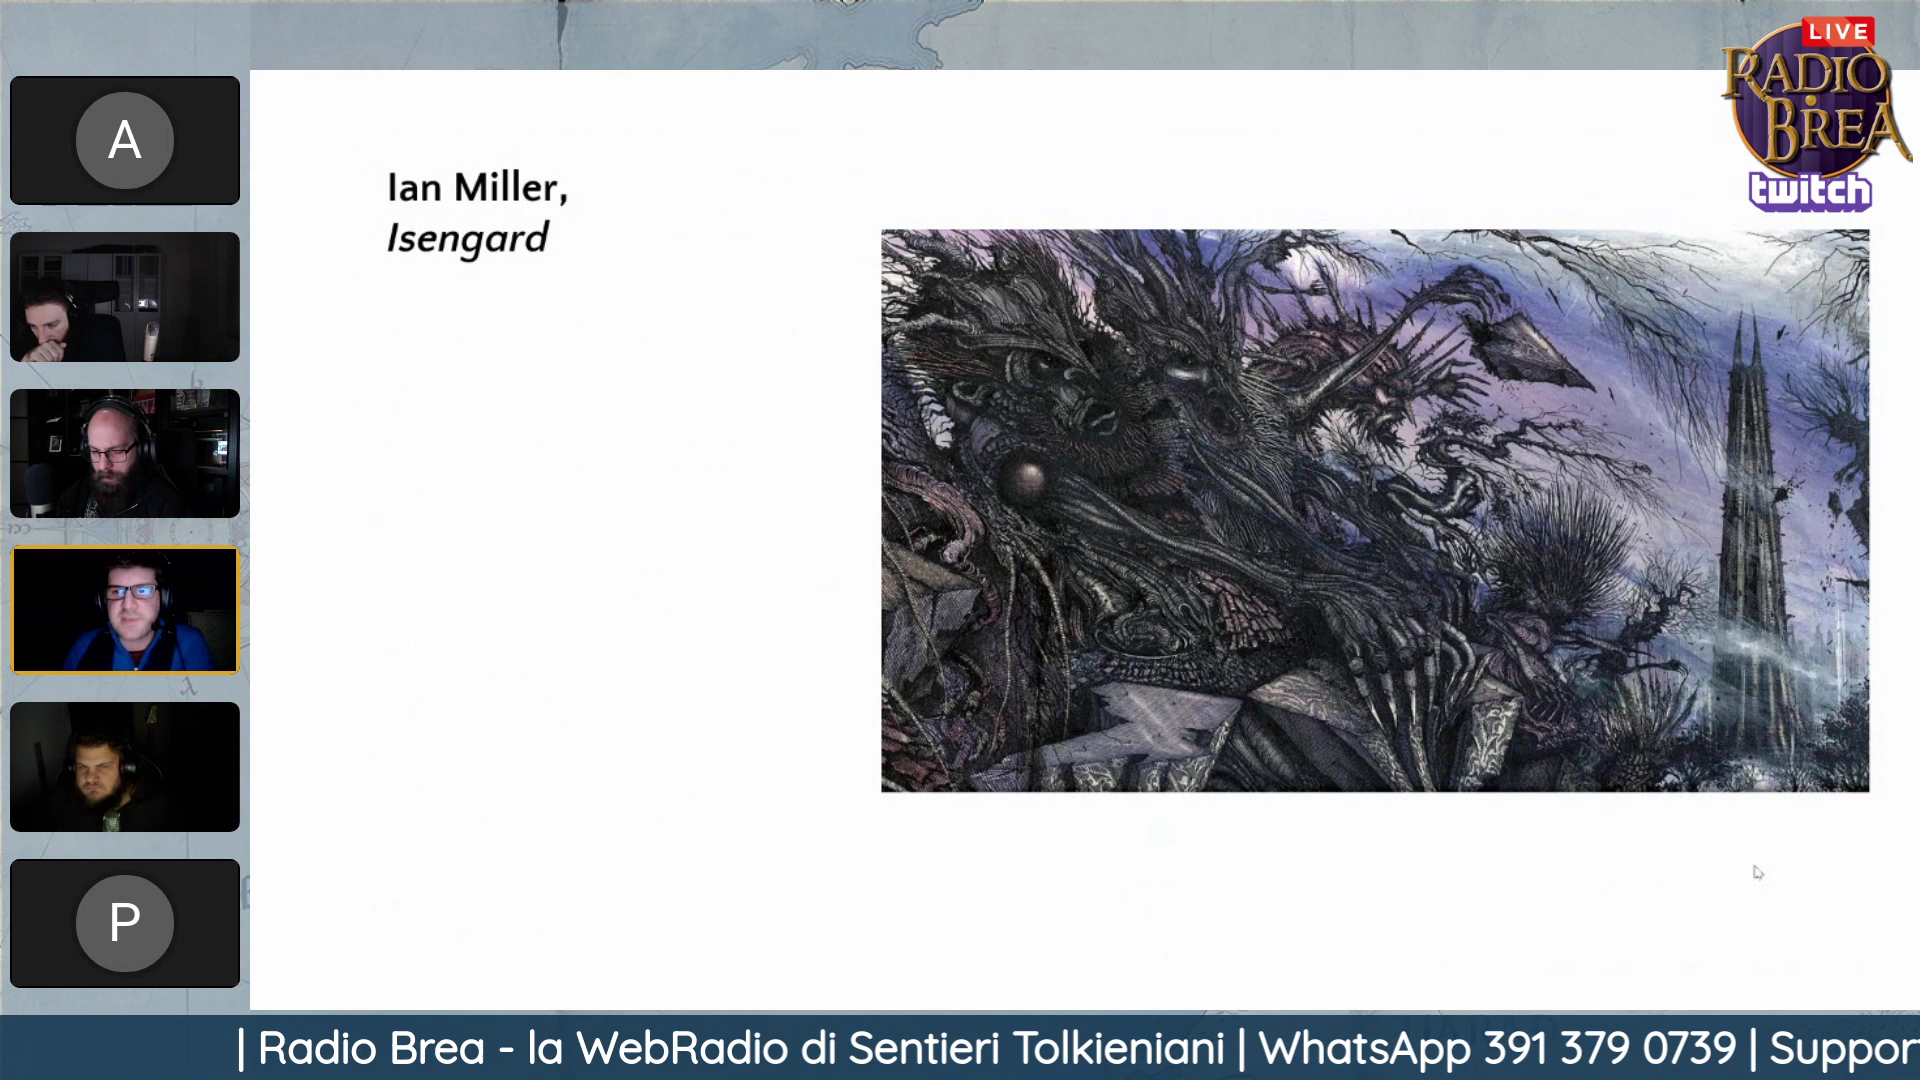 LIVE
RADIO
BREA
twitch
A
Ian Miller,
Isengard
P
| Radio Brea - la WebRadio di Sentieri Tolkieniani | WhatsApp 391 379 0739 | Suppor